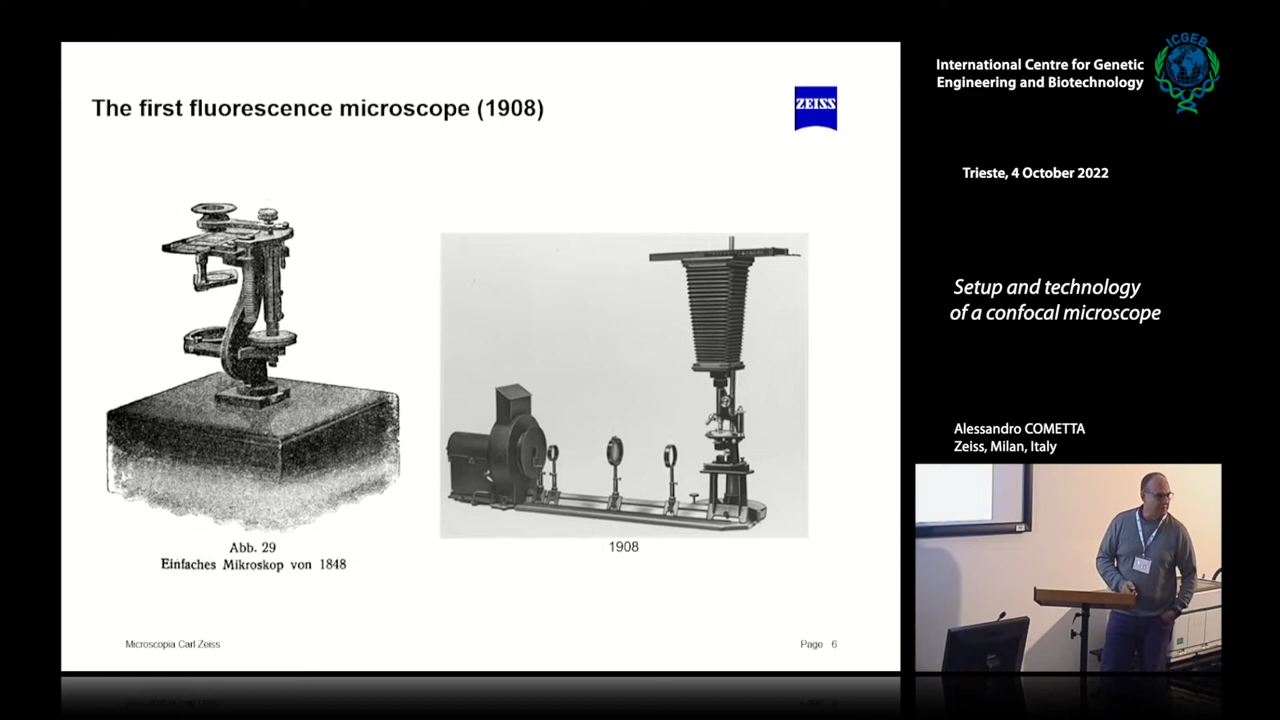 The first fluorescence microscope (1908)
ZEISS
Abb. 29
Einfaches Mikroskop von 1848
1908
Microscopia Carl Zeiss
Page 6
International Centre for Genetic
Engineering and Biotechnology
ICGEB
Trieste, 4 October 2022
Setup and technology
of a confocal microscope
Alessandro COMETTA
Zeiss, Milan, Italy